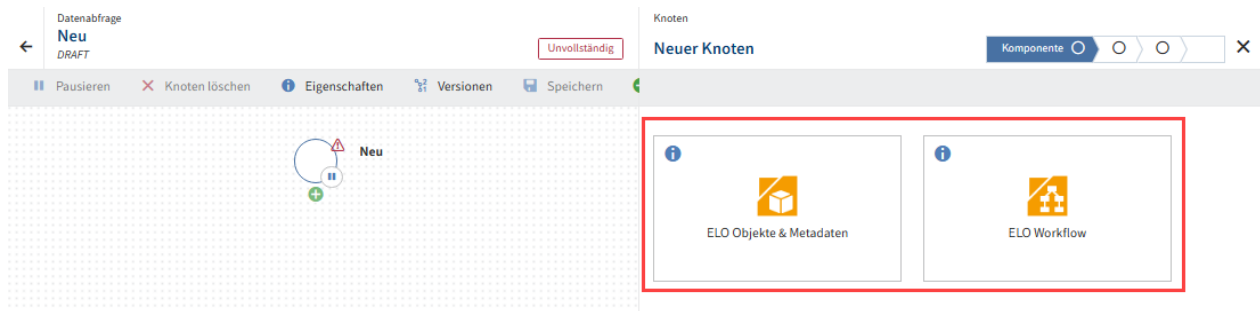 Datenabfrage
Neu
DRAFT
Unvollständig
Pausieren
Knoten löschen
Eigenschaften
Versionen
Speichern
Neu
Knoten
Neuer Knoten
Komponente
ELO Objekte & Metadaten
ELO Workflow